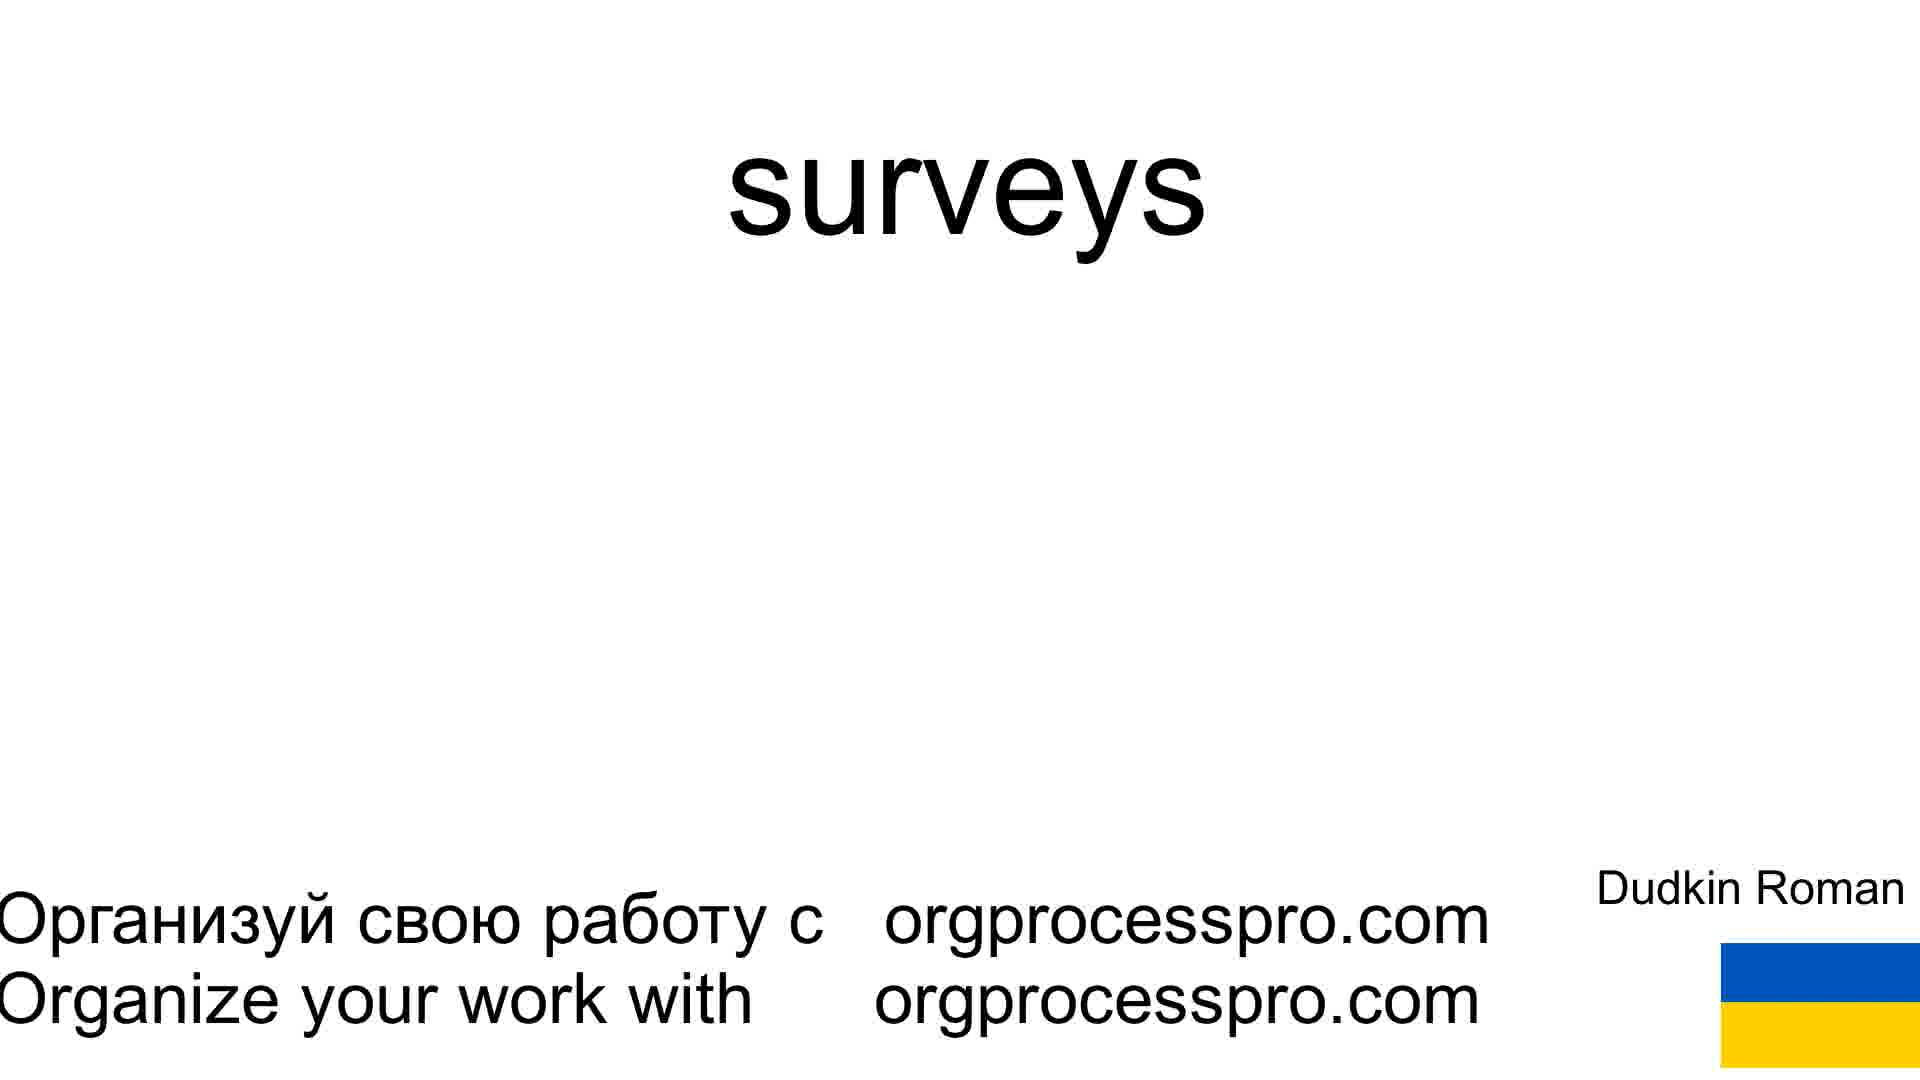 surveys
Dudkin Roman
Организуй свою работу с orgprocesspro.com
Organize your work with orgprocesspro.com